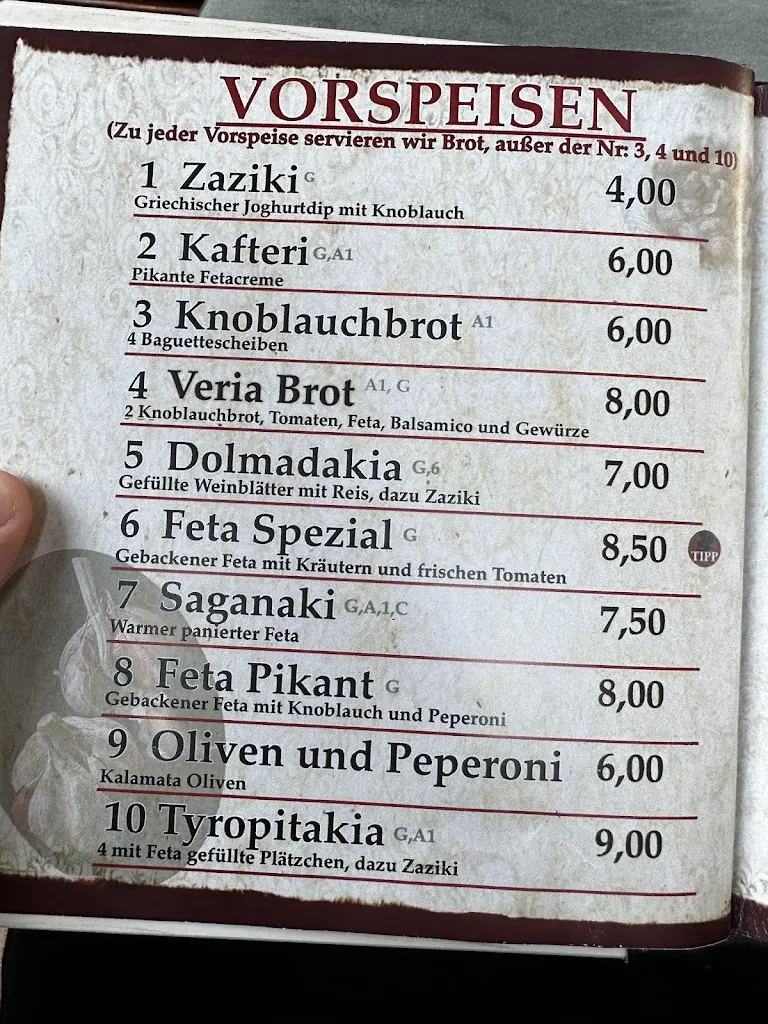 VORSPEISEN
(Zu jeder Vorspeise servieren wir Brot, außer der Nr: 3, 4 und 10)
1 Zaziki G 4,00
Griechischer Joghurtdip mit Knoblauch
2 Kafteri G,A1 6,00
Pikante Fetacreme
3 Knoblauchbrot A1 6,00
4 Baguettescheiben
4 Veria Brot A1, G 8,00
2 Knoblauchbrot, Tomaten, Feta, Balsamico und Gewürze
5 Dolmadakia G,6 7,00
Gefüllte Weinblätter mit Reis, dazu Zaziki
6 Feta Spezial G 8,50 TIPP
Gebackener Feta mit Kräutern und frischen Tomaten
7 Saganaki G,A,1,C 7,50
Warmer panierter Feta
8 Feta Pikant G 8,00
Gebackener Feta mit Knoblauch und Peperoni
9 Oliven und Peperoni 6,00
Kalamata Oliven
10 Tyropitakia G,A1 9,00
4 mit Feta gefüllte Plätzchen, dazu Zaziki